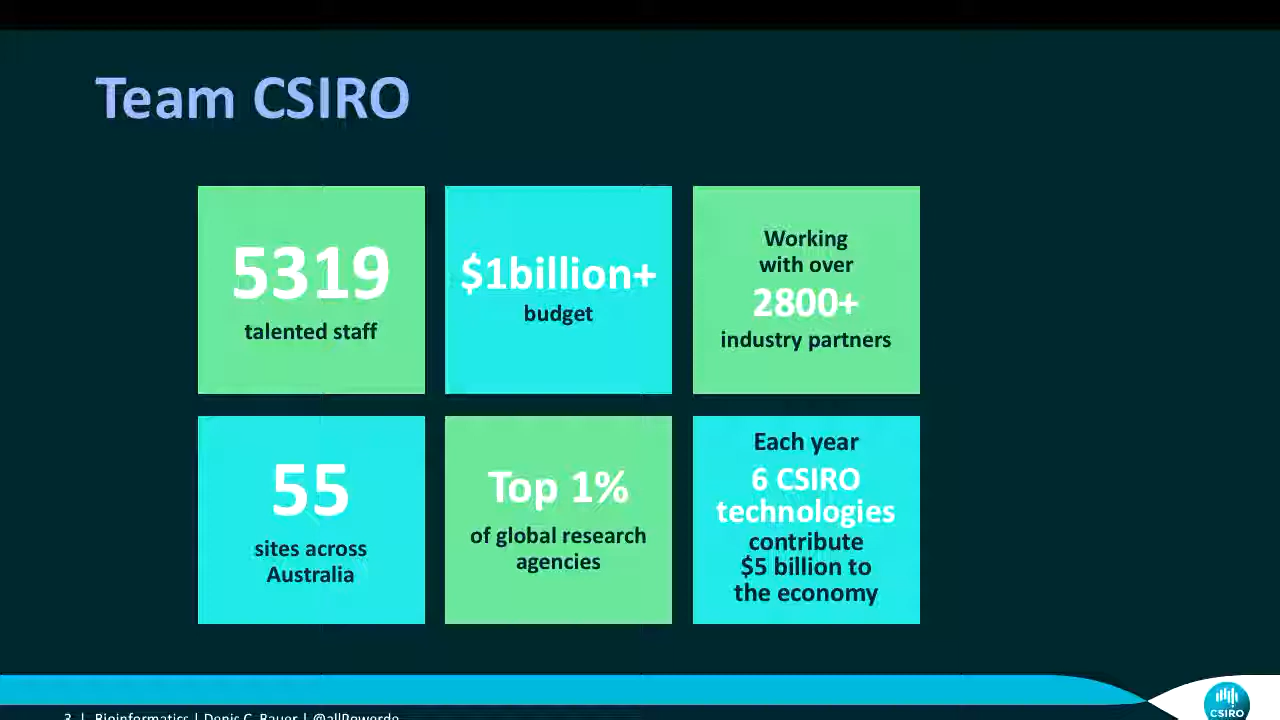 Team CSIRO
5319
talented staff
$1billion+
budget
Working
with over
2800+
industry partners
55
sites across
Australia
Top 1%
of global research
agencies
Each year
6 CSIRO
technologies
contribute
$5 billion to
the economy
3 | Bioinformatics | Denis C. Bauer | @allPowerde
CSIRO